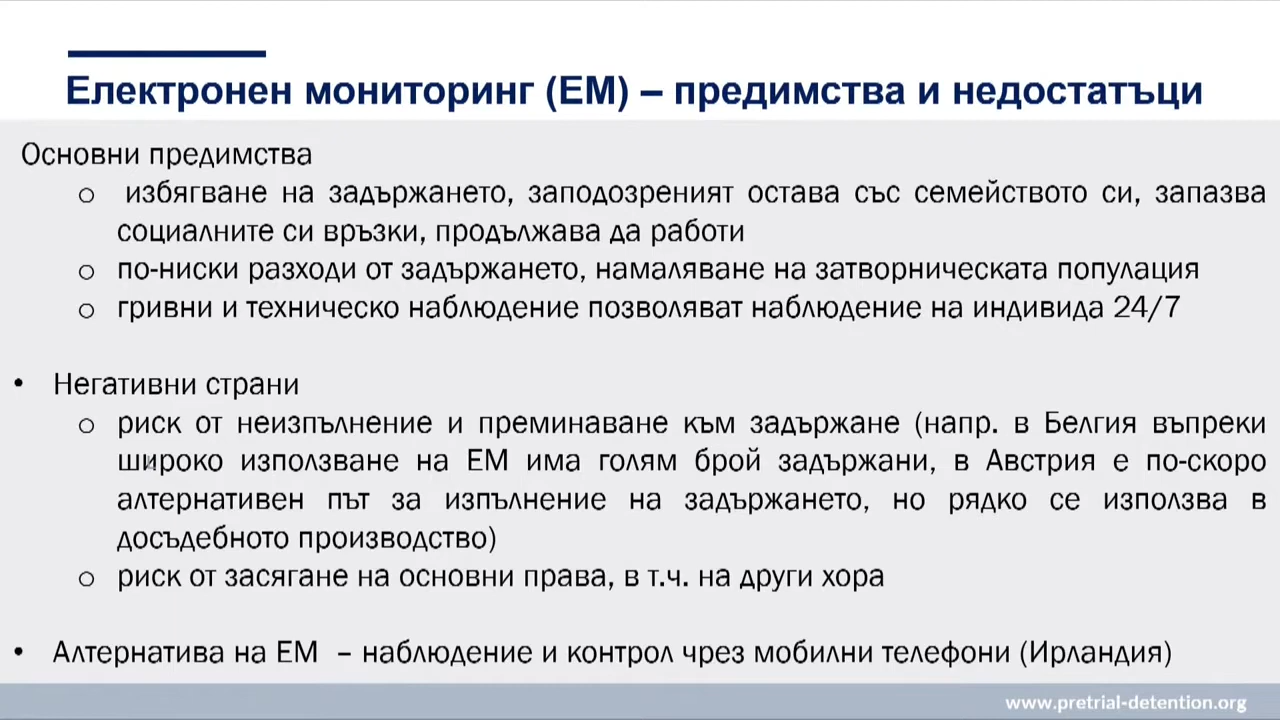 Електронен мониторинг (ЕМ) – предимства и недостатъци
Основни предимства
o избягване на задържането, заподозреният остава със семейството си, запазва
социалните си връзки, продължава да работи
o по-ниски разходи от задържането, намаляване на затворническата популация
o гривни и техническо наблюдение позволяват наблюдение на индивида 24/7
• Негативни страни
o риск от неизпълнение и преминаване към задържане (напр. в Белгия въпреки
широко използване на ЕМ има голям брой задържани, в Австрия е по-скоро
алтернативен път за изпълнение на задържането, но рядко се използва в
досъдебното производство)
o риск от засягане на основни права, в т.ч. на други хора
• Алтернатива на ЕМ – наблюдение и контрол чрез мобилни телефони (Ирландия)
www.pretrial-detention.org